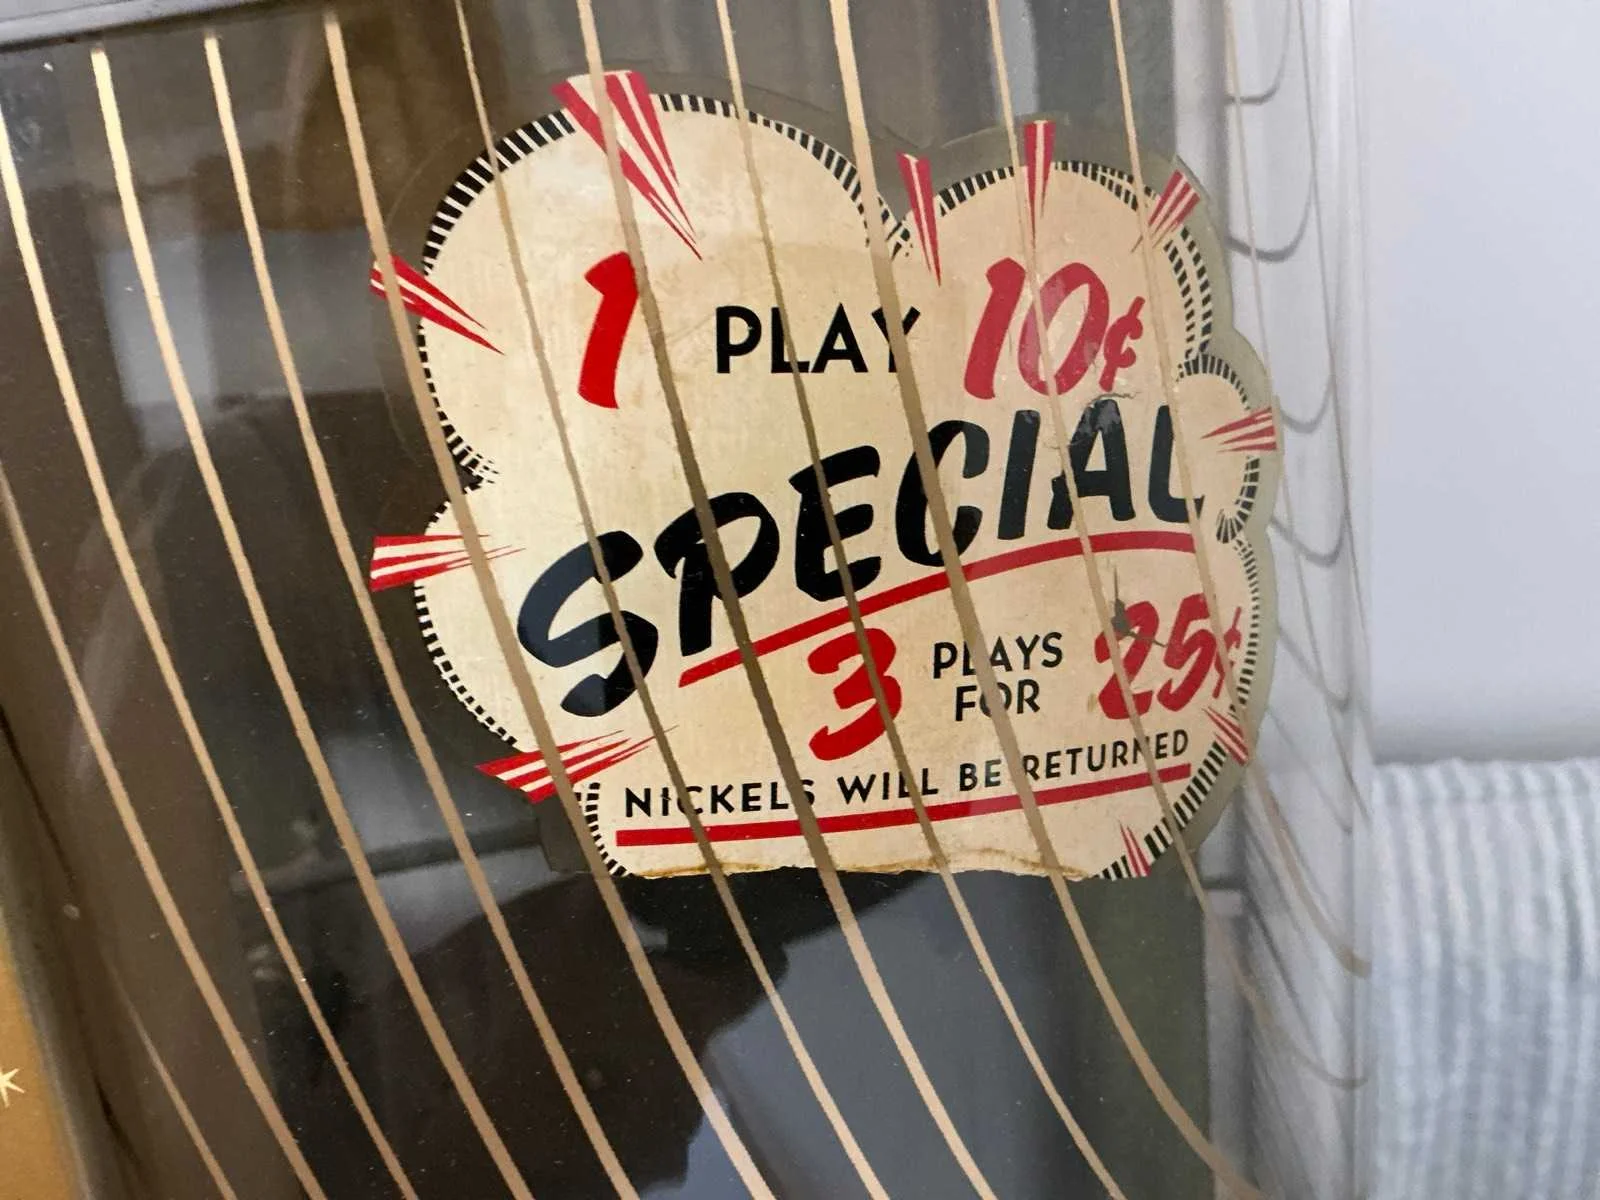 1 PLAY 10¢
SPECIAL
3 PLAYS FOR 25¢
NICKELS WILL BE RETURNED